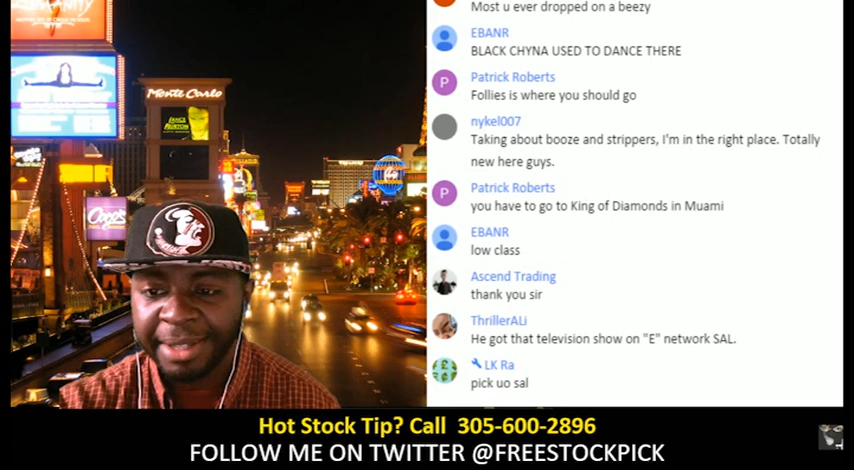 Monte Carlo
LANCE
BURTON
Most u ever dropped on a beezy
EBANR
BLACK CHYNA USED TO DANCE THERE
P
Patrick Roberts
Follies is where you should go
nykel007
Taking about booze and strippers, I'm in the right place. Totally
new here guys.
P
Patrick Roberts
you have to go to King of Diamonds in Muami
EBANR
low class
Ascend Trading
thank you sir
ThrillerALi
He got that television show on "E" network SAL.
LK Ra
pick uo sal
Hot Stock Tip? Call 305-600-2896
FOLLOW ME ON TWITTER @FREESTOCKPICK